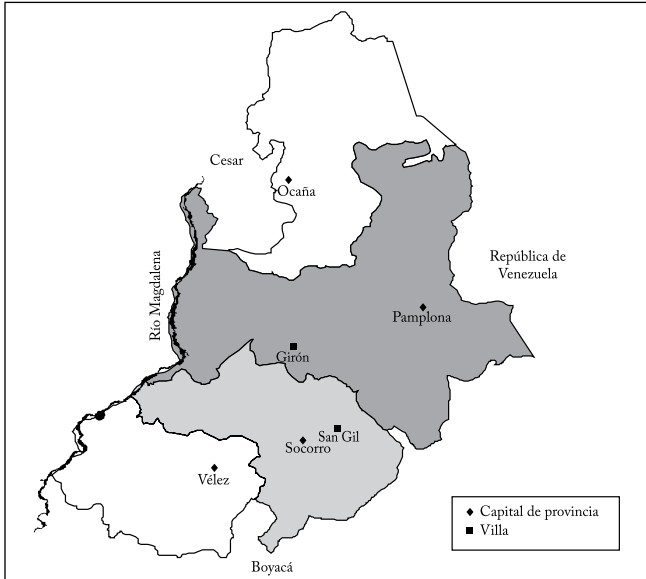 Cesar
Ocaña
República de
Venezuela
Río Magdalena
Pamplona
Girón
San Gil
Socorro
Vélez
Capital de provincia
Villa
Boyacá